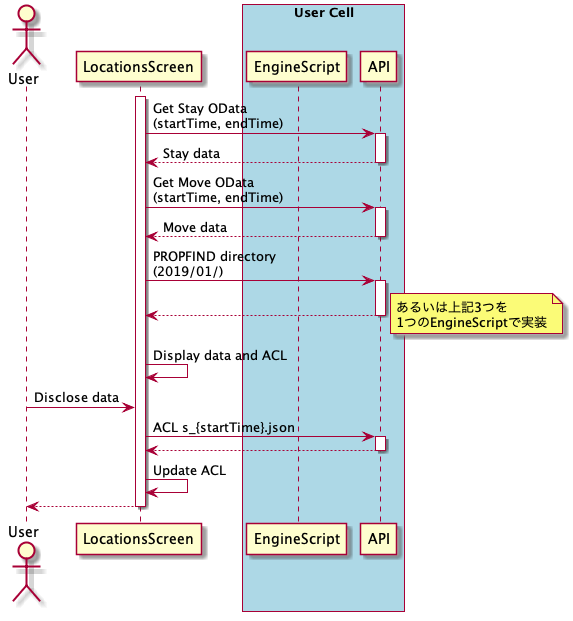 User Cell
User
LocationsScreen
EngineScript
API
Get Stay OData
(startTime, endTime)
Stay data
Get Move OData
(startTime, endTime)
Move data
PROPFIND directory
(2019/01/)
あるいは上記3つを
1つのEngineScriptで実装
Display data and ACL
Disclose data
ACL s_{startTime}.json
Update ACL
User
LocationsScreen
EngineScript
API